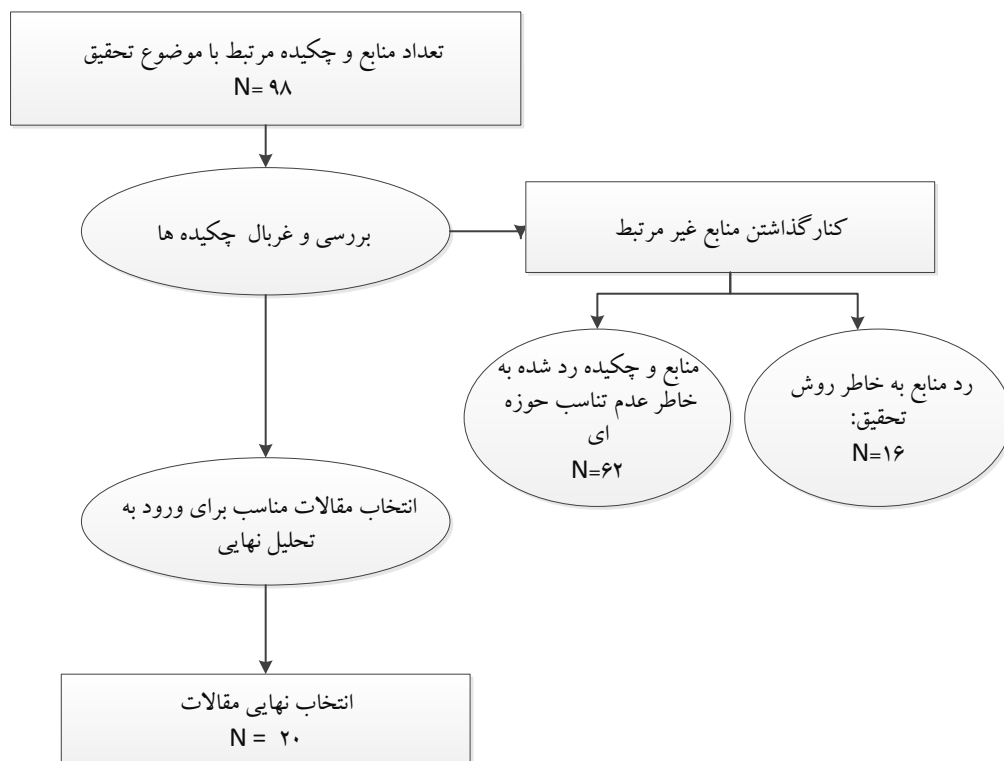 تعداد منابع و چکیده مرتبط با موضوع تحقیق
N= ۹۸
بررسی و غربال چکیده ها
کنارگذاشتن منابع غیر مرتبط
منابع و چکیده رد شده به
خاطر عدم تناسب حوزه
ای
N=۶۲
رد منابع به خاطر روش
تحقیق:
N=۱۶
انتخاب مقالات مناسب برای ورود به
تحلیل نهایی
انتخاب نهایی مقالات
N = ۲۰